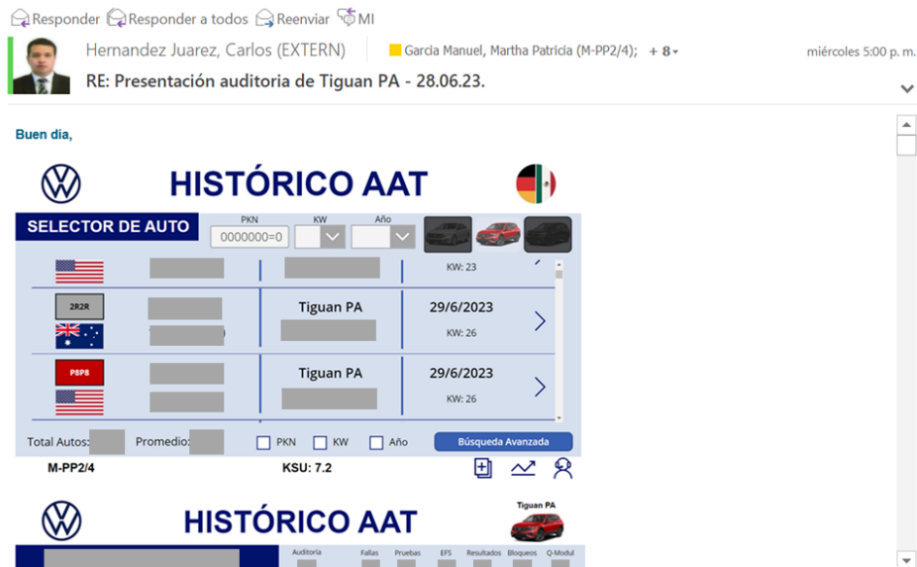 Responder Responder a todos Reenviar MI
Hernandez Juarez, Carlos (EXTERN) Garcia Manuel, Martha Patricia (M-PP2/4); + 8 miércoles 5:00 p. m.
RE: Presentación auditoria de Tiguan PA - 28.06.23.
Buen dia,
HISTÓRICO AAT
SELECTOR DE AUTO PKN KW Año
0000000=0
KW: 23
2R2R Tiguan PA 29/6/2023
KW: 26
P8P8 Tiguan PA 29/6/2023
KW: 26
Total Autos: Promedio: PKN KW Año Búsqueda Avanzada
M-PP2/4 KSU: 7.2
Tiguan PA
HISTÓRICO AAT
Auditoría Fallas Pruebas EFS Resultados Bloqueos Q-Modul